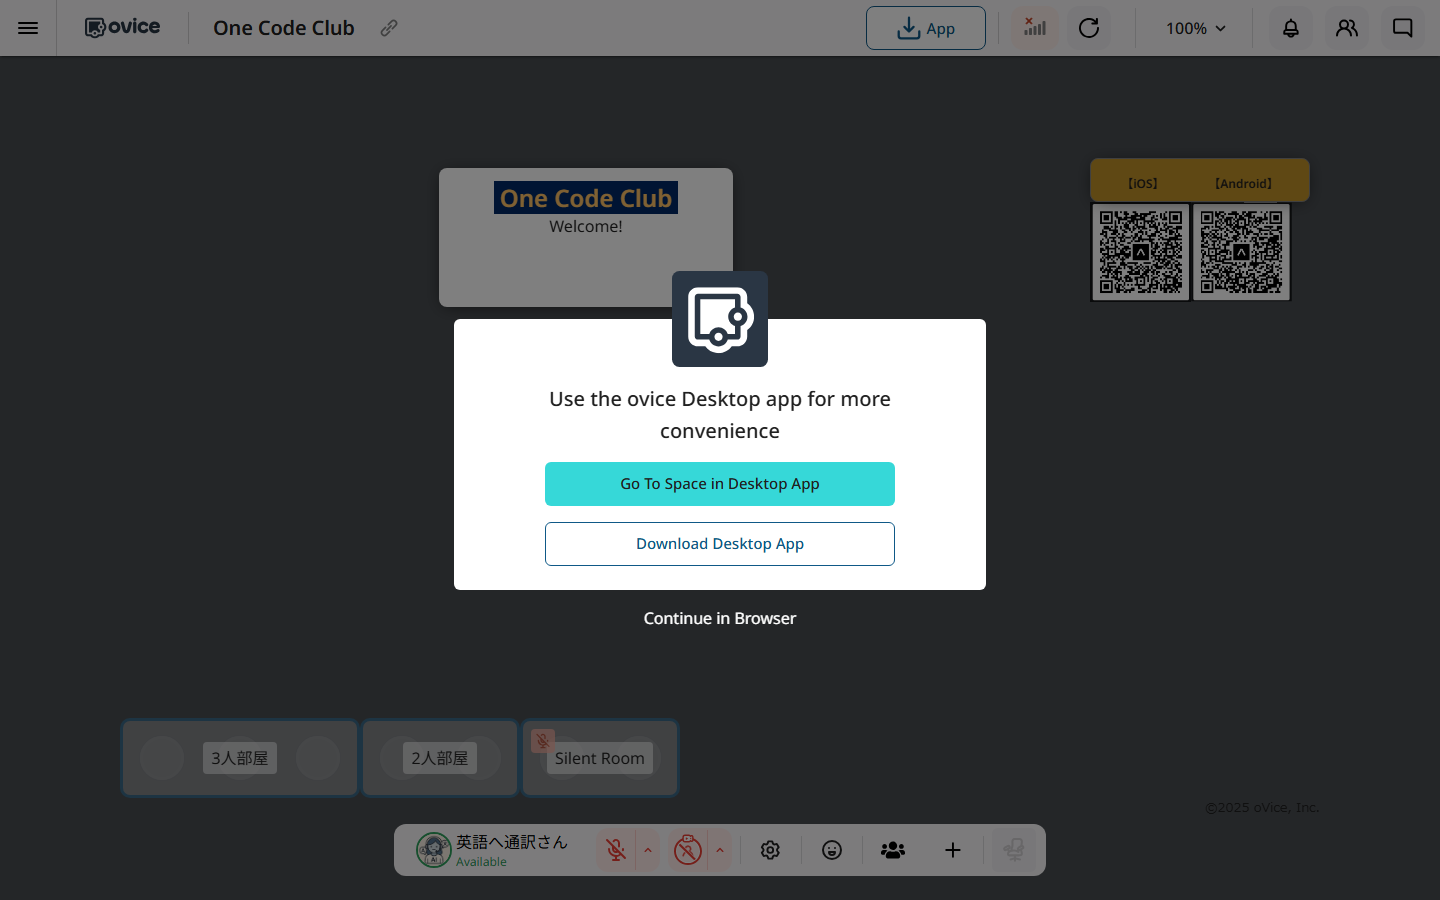 ovice
One Code Club
App
100%
One Code Club
Welcome!
【iOS】 【Android】
Use the ovice Desktop app for more
convenience
Go To Space in Desktop App
Download Desktop App
Continue in Browser
3人部屋
2人部屋
Silent Room
©2025 oVice, Inc.
英語へ通訳さん
Available